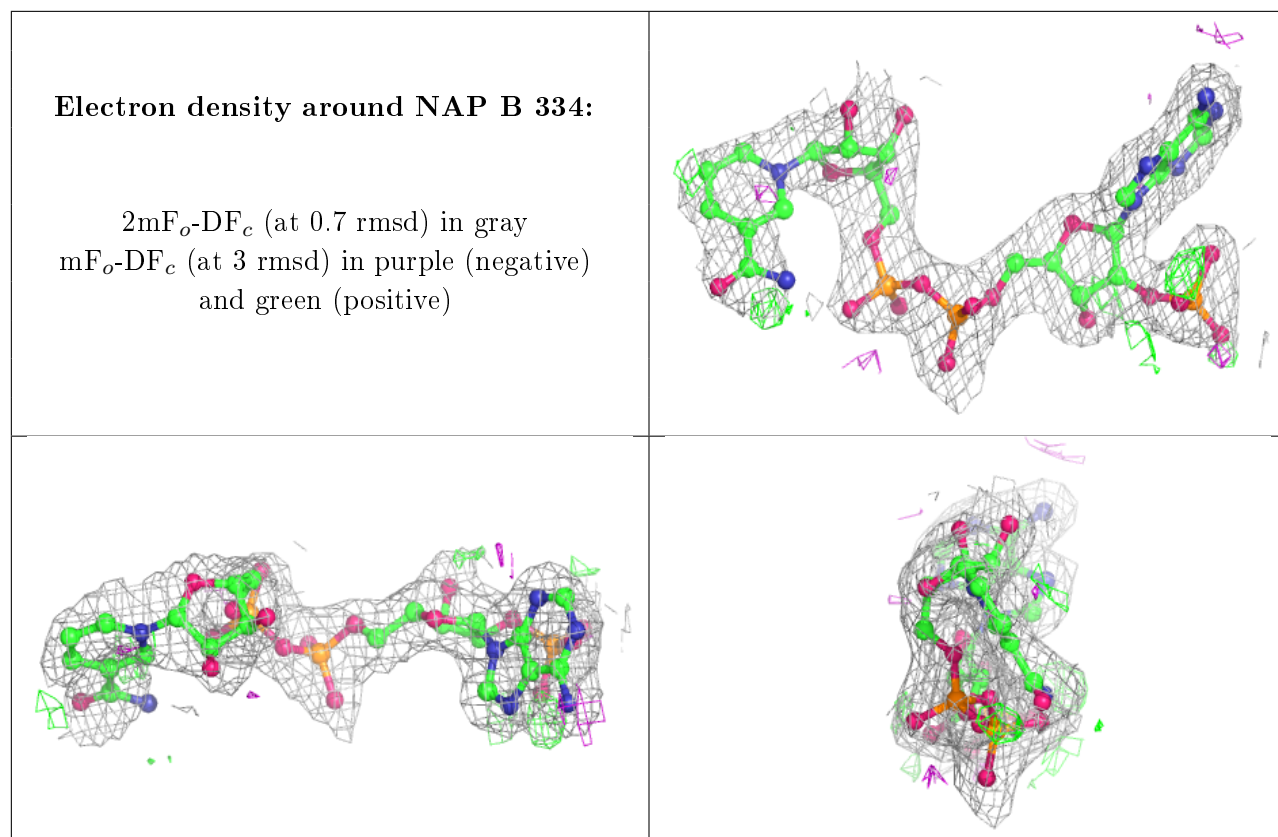 Electron density around NAP B 334:
2mFo-DFc (at 0.7 rmsd) in gray
mFo-DFc (at 3 rmsd) in purple (negative)
and green (positive)